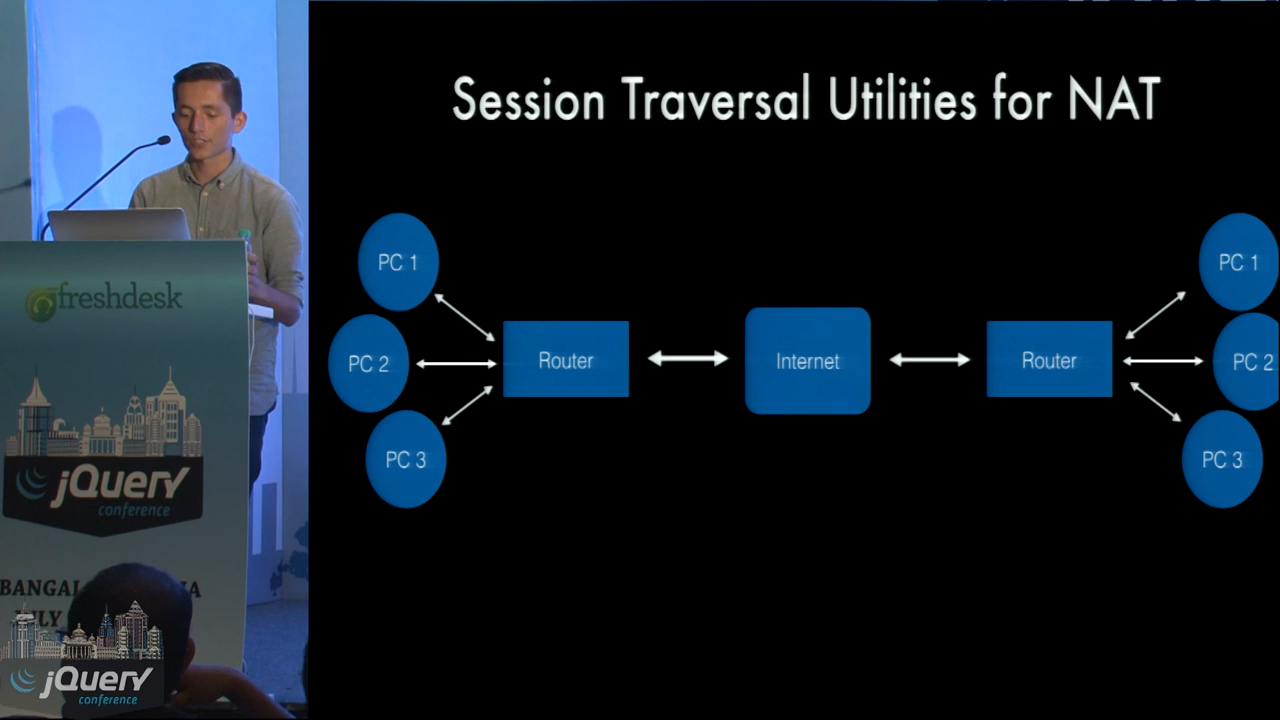 Session Traversal Utilities for NAT
PC 1
PC 2
PC 3
Router
Internet
Router
PC 1
PC 2
PC 3
freshdesk
jQuery
conference
jQuery
conference